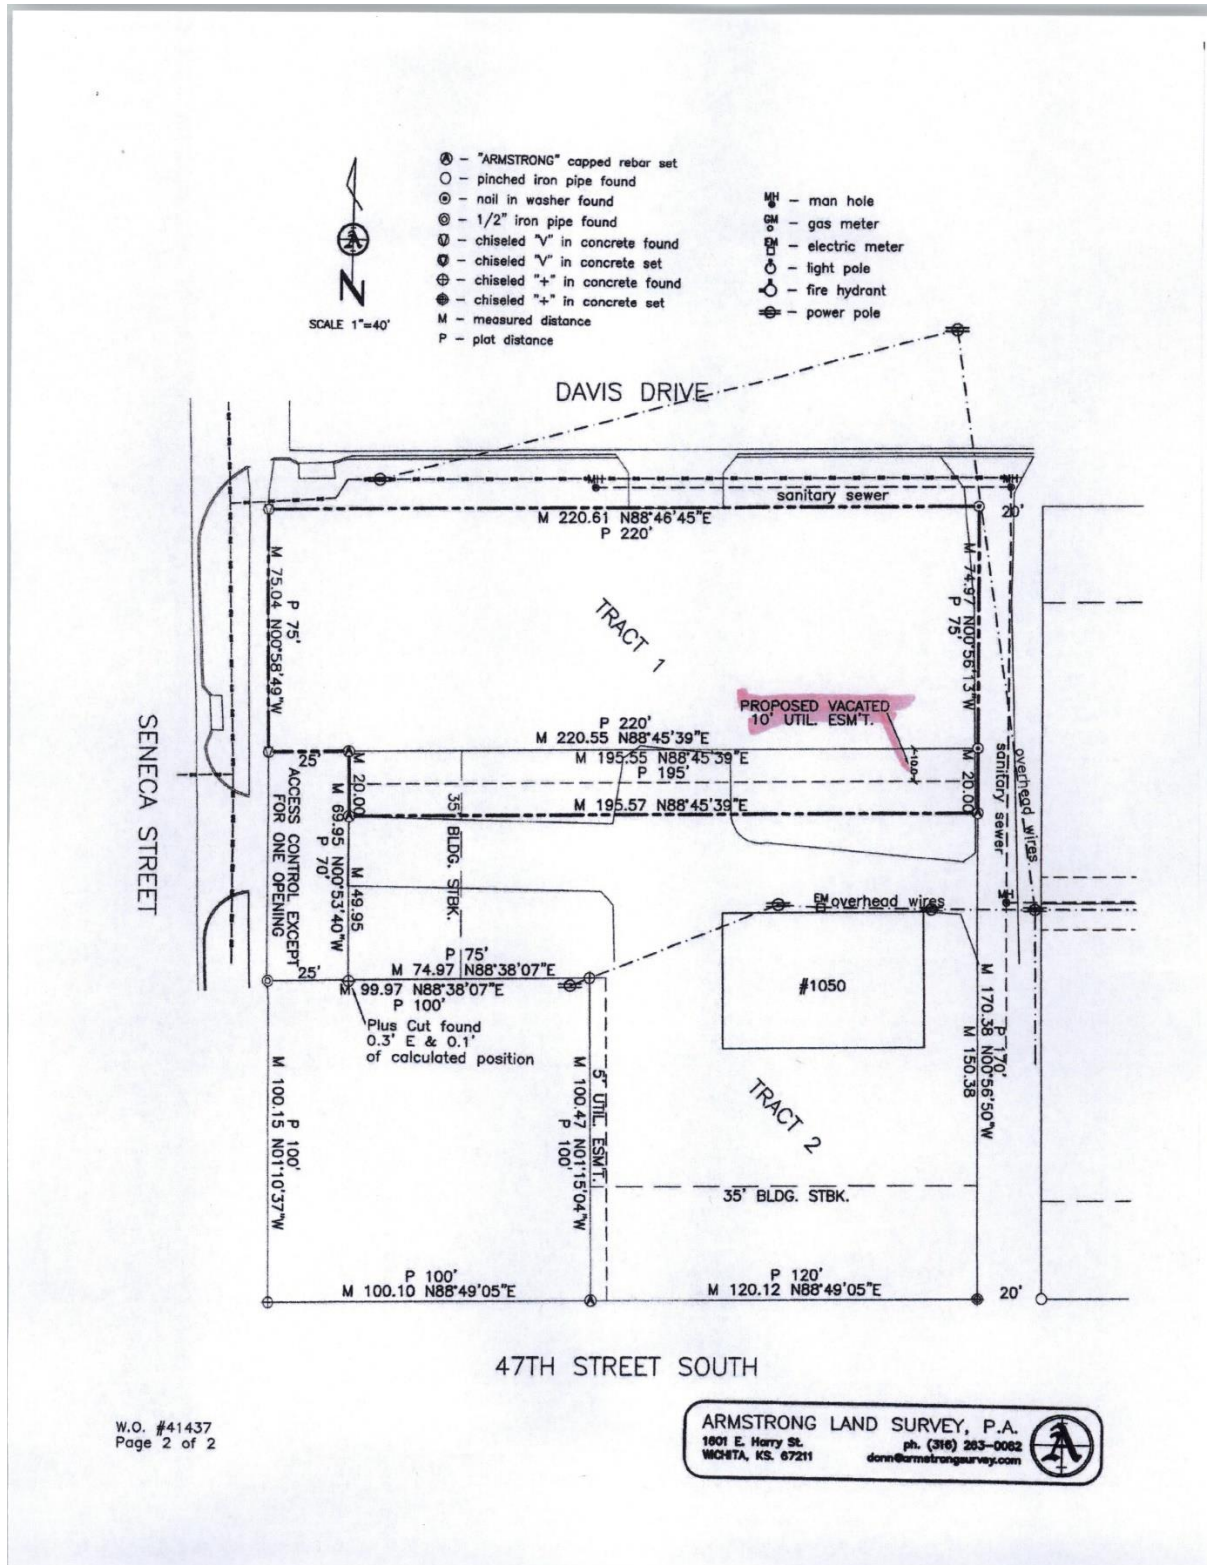 Ⓐ – "ARMSTRONG" capped rebar set
○ – pinched iron pipe found
– nail in washer found
– 1/2" iron pipe found
– chiseled "V" in concrete found
– chiseled "V" in concrete set
– chiseled "+" in concrete found
– chiseled "+" in concrete set
M – measured distance
P – plat distance
MH – man hole
GM – gas meter
EM – electric meter
– light pole
– fire hydrant
– power pole
A
N
SCALE 1"=40'
DAVIS DRIVE
MH
MH
sanitary sewer
20'
M 220.61 N88°46'45"E
P 220'
P 75'
M 75.04 N00°58'49"W
M 74.97 N00°56'13"W
P 75'
TRACT 1
PROPOSED VACATED
10' UTIL. ESM'T.
10.0
P 220'
M 220.55 N88°45'39"E
M 195.55 N88°45'39"E
P 195'
M 195.57 N88°45'39"E
25'
M 20.00
M 20.00
sanitary sewer
overhead wires
SENECA STREET
ACCESS CONTROL EXCEPT
FOR ONE OPENING
M 69.95 N00°53'40"W
P 70'
M 49.95
35' BLDG. STBK.
MH
EM overhead wires
#1050
P 75'
M 74.97 N88°38'07"E
25'
M 99.97 N88°38'07"E
P 100'
Plus Cut found
0.3' E & 0.1'
of calculated position
P 170'
M 170.38 N00°56'50"W
M 150.38
P 100'
M 100.15 N01°10'37"W
5' UTIL. ESM'T.
M 100.47 N01°15'04"W
P 100'
TRACT 2
35' BLDG. STBK.
P 100'
M 100.10 N88°49'05"E
P 120'
M 120.12 N88°49'05"E
20'
47TH STREET SOUTH
W.O. #41437
Page 2 of 2
ARMSTRONG LAND SURVEY, P.A.
1601 E. Harry St.
WICHITA, KS. 67211
ph. (316) 263-0082
donn@armstrongsurvey.com
A